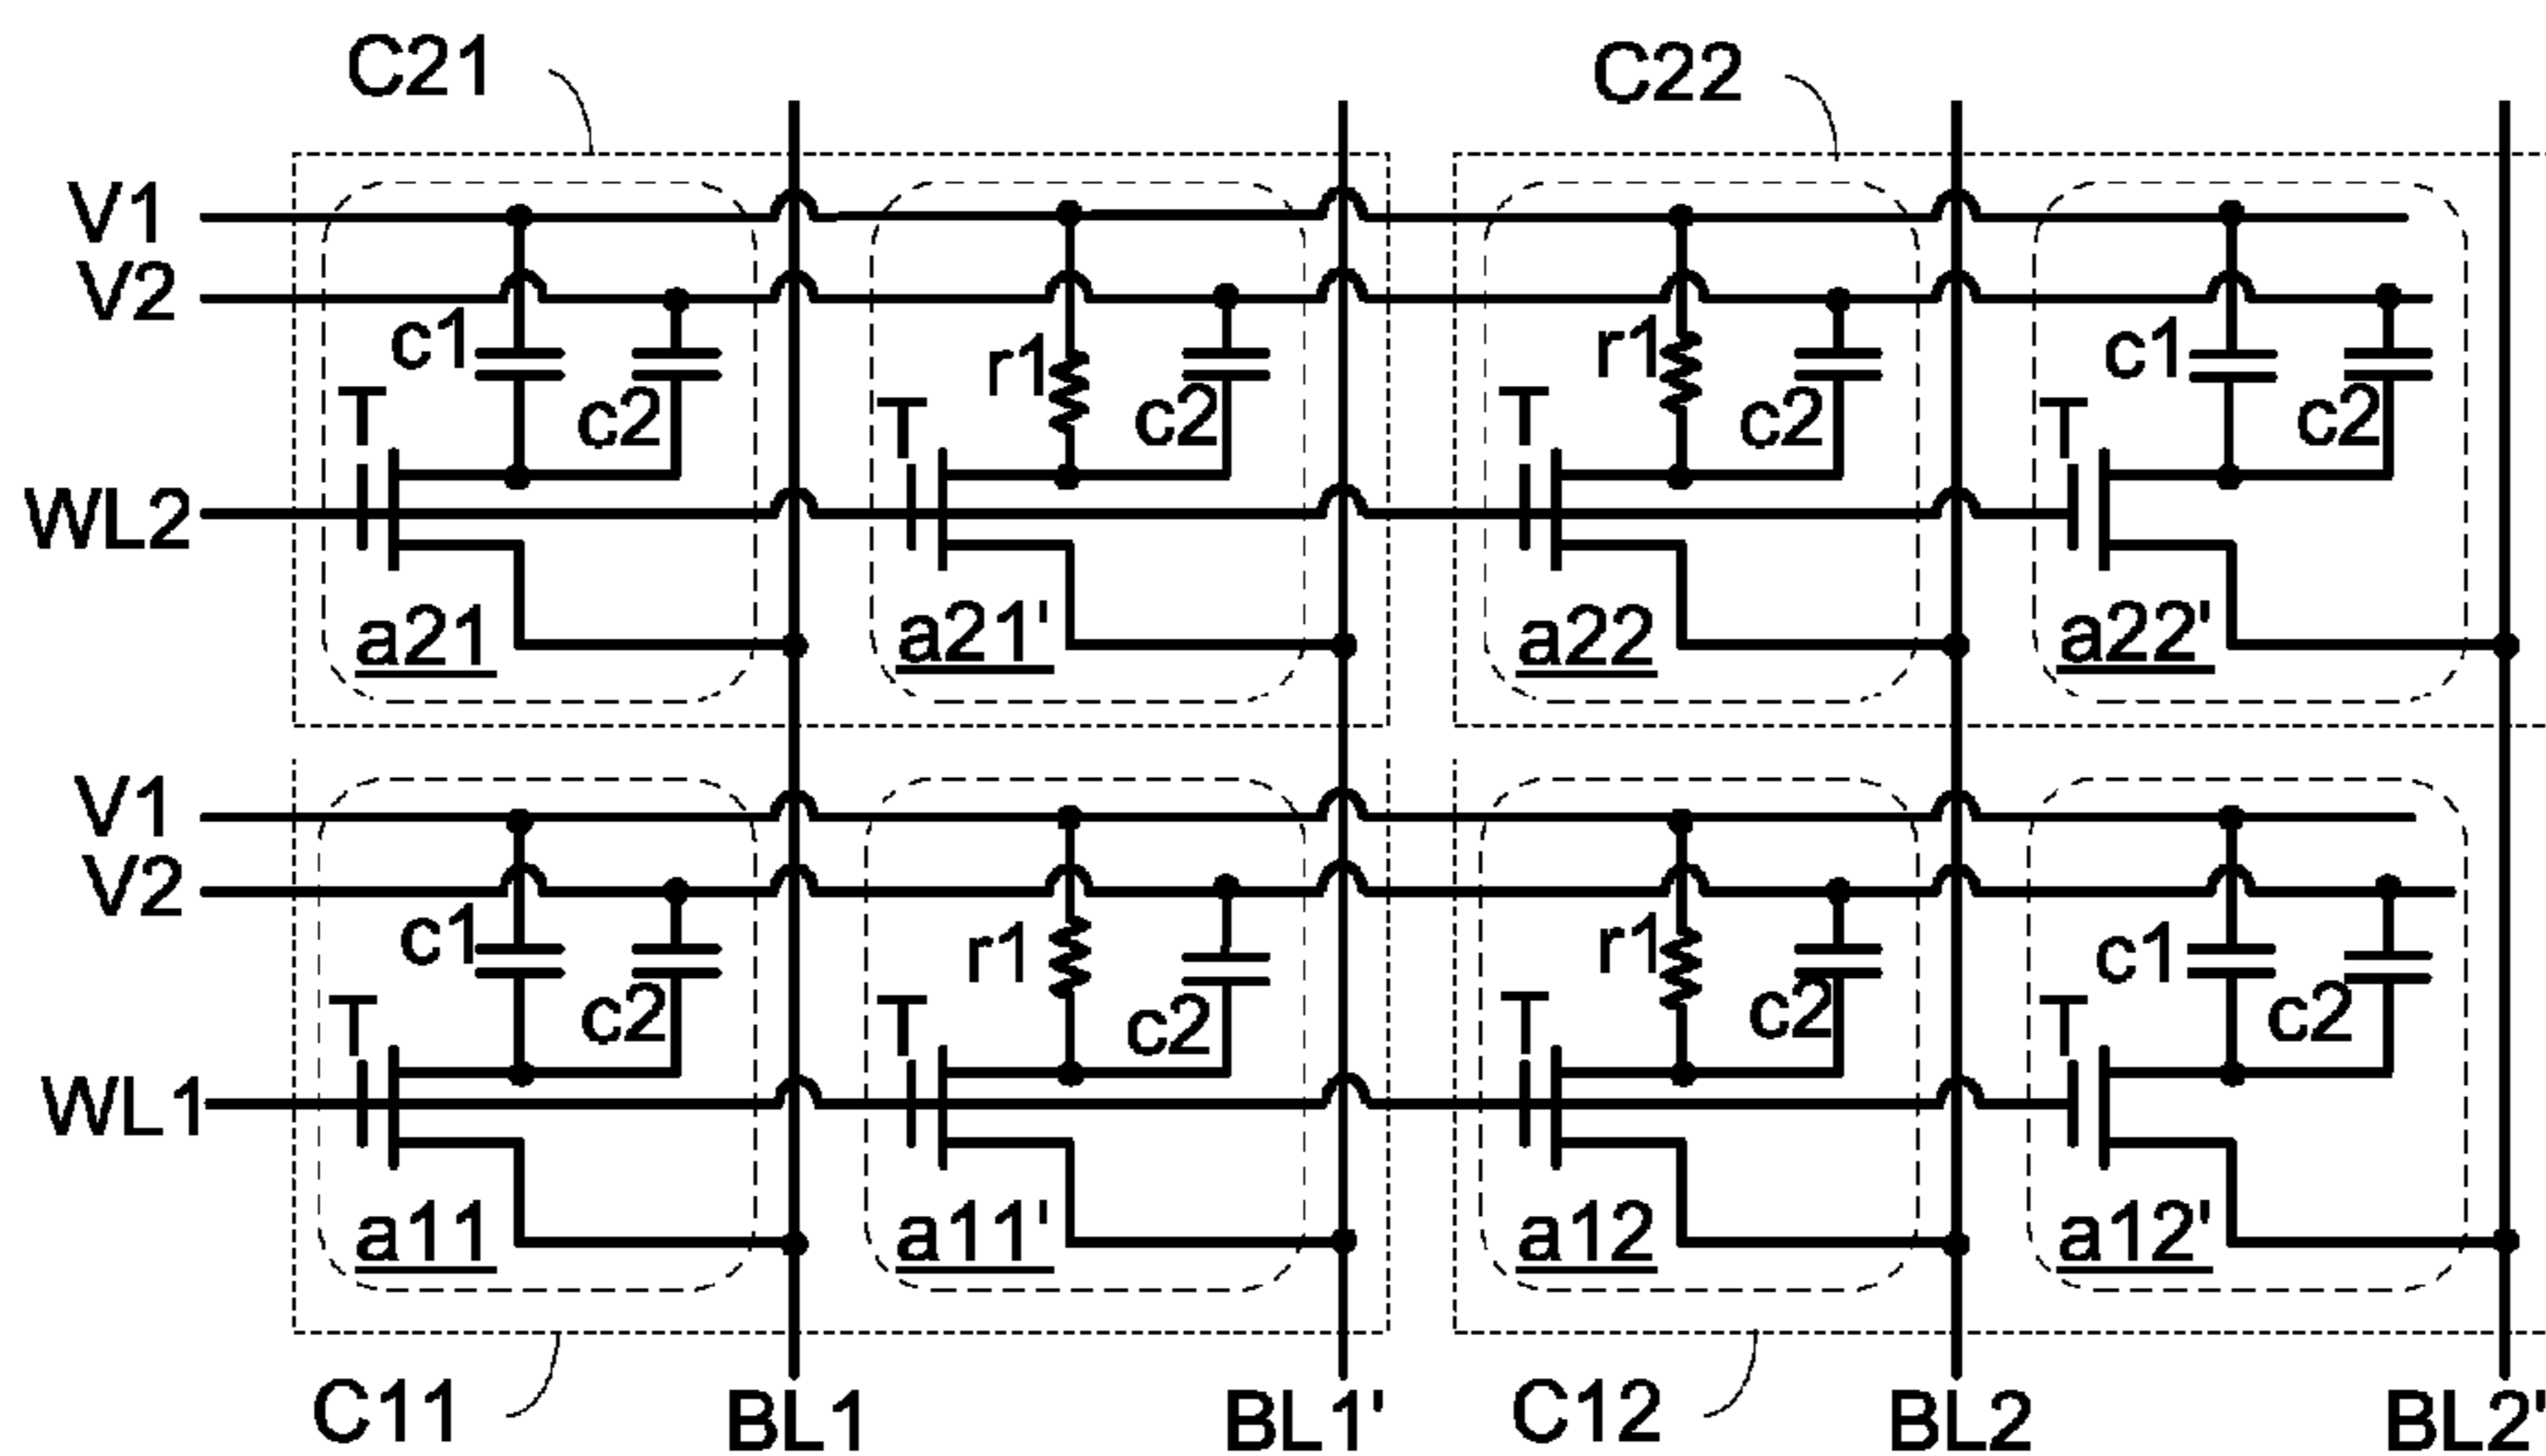 C21 C22
V1
V2
c1 r1 r1 c1
T c2 T c2 T c2 T c2
WL2
a21 a21' a22 a22'
V1
V2
c1 r1 r1 c1
T c2 T c2 T c2 T c2
WL1
a11 a11' a12 a12'
C11 BL1 BL1' C12 BL2 BL2'